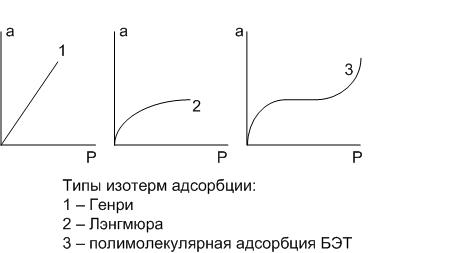 a 1 P
a 2 P
a 3 P
Типы изотерм адсорбции:
1 – Генри
2 – Лэнгмюра
3 – полимолекулярная адсорбция БЭТ